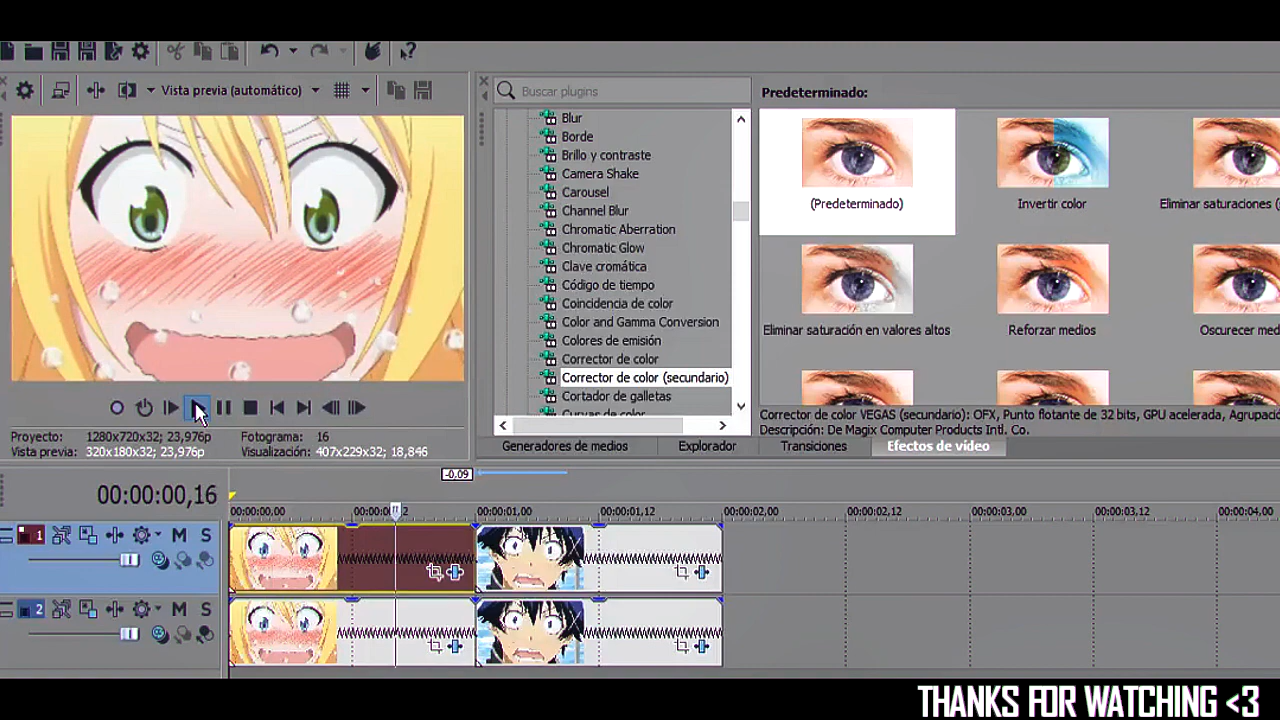 Vista previa (automático)
Buscar plugins
Predeterminado:
Blur
Borde
Brillo y contraste
Camera Shake
Carousel
Channel Blur
Chromatic Aberration
Chromatic Glow
Clave cromática
Código de tiempo
Coincidencia de color
Color and Gamma Conversion
Colores de emisión
Corrector de color
Corrector de color (secundario)
Cortador de galletas
Curvas de color
(Predeterminado)
Invertir color
Eliminar saturaciones (
Eliminar saturación en valores altos
Reforzar medios
Oscurecer med
Corrector de color VEGAS (secundario): OFX, Punto flotante de 32 bits, GPU acelerada, Agrupació
Descripción: De Magix Computer Products Intl. Co.
Proyecto: 1280x720x32; 23,976p
Fotograma: 16
Vista previa: 320x180x32; 23,976p
Visualización: 407x229x32; 18,846
Generadores de medios
Explorador
Transiciones
Efectos de vídeo
-0.09
00:00:00,16
00:00:00,00
00:00:01,00
00:00:01,12
00:00:02,00
00:00:02,12
00:00:03,00
00:00:03,12
00:00:04,00
1
M
S
2
M
S
THANKS FOR WATCHING <3